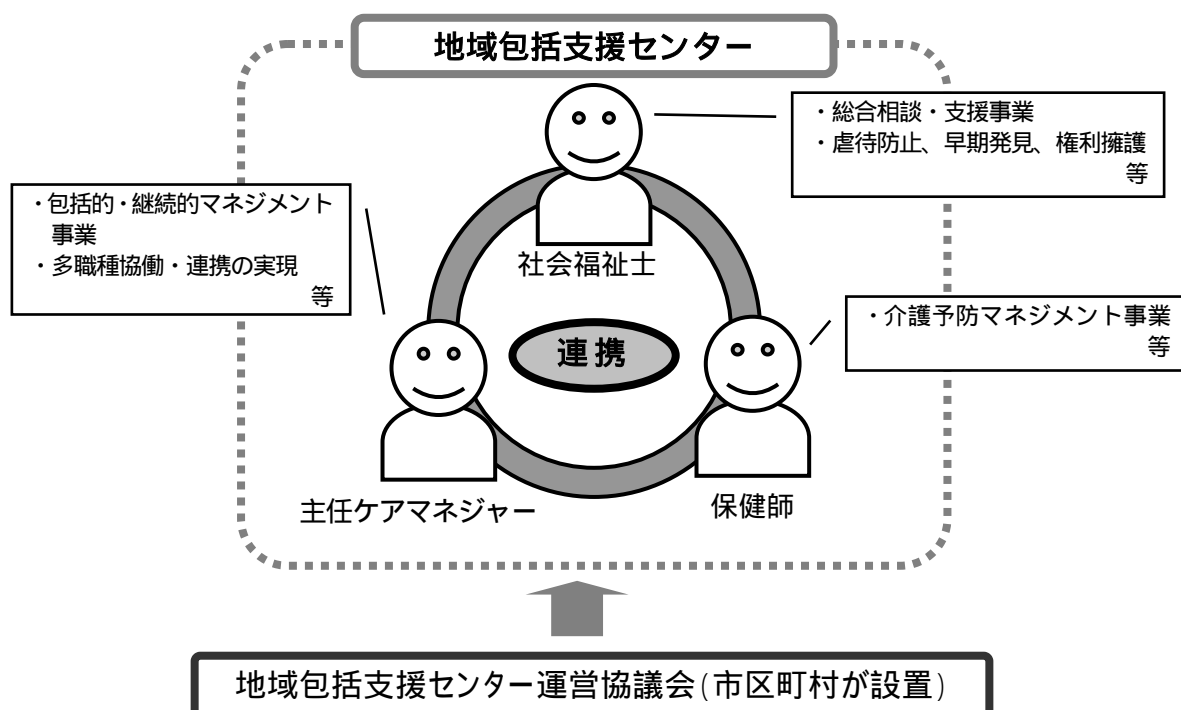 地域包括支援センター
・総合相談・支援事業
・虐待防止、早期発見、権利擁護
等
・包括的・継続的マネジメント
事業
・多職種協働・連携の実現
等
社会福祉士
・介護予防マネジメント事業
等
連携
主任ケアマネジャー
保健師
地域包括支援センター運営協議会(市区町村が設置)